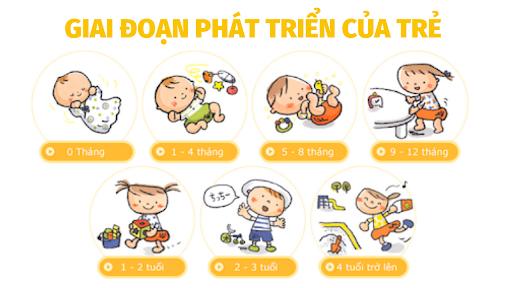 GIAI ĐOẠN PHÁT TRIỂN CỦA TRẺ
0 Tháng
1 - 4 tháng
5 - 8 tháng
9 - 12 tháng
1 - 2 tuổi
2 - 3 tuổi
4 tuổi trở lên